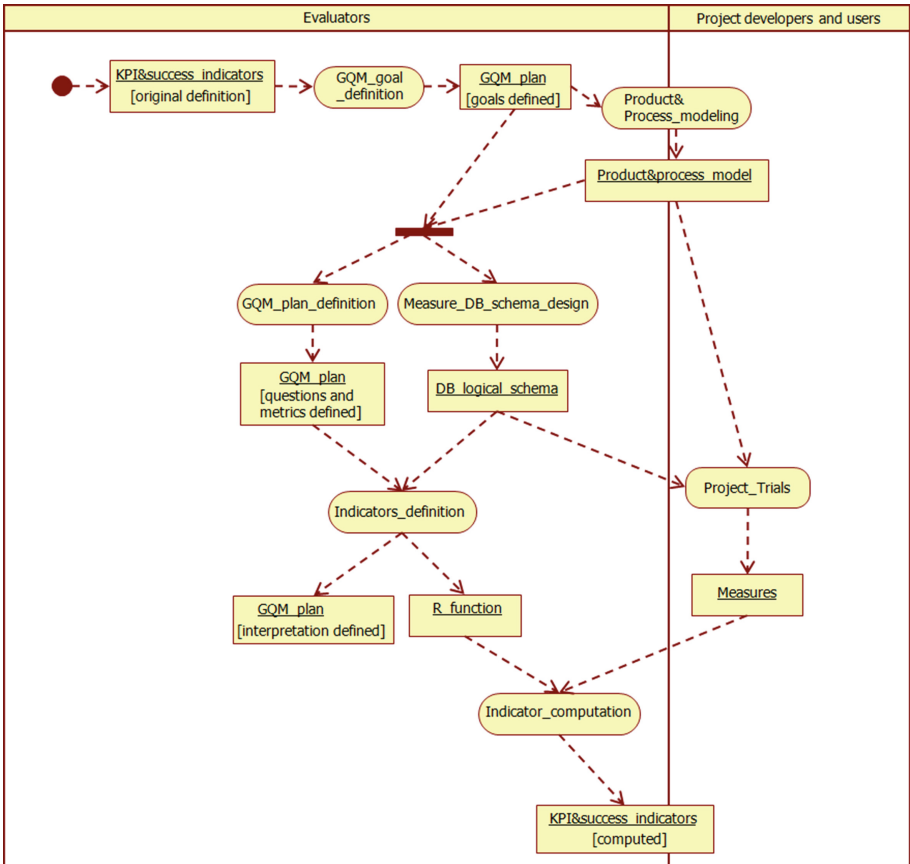 Evaluators
Project developers and users
KPI&success_indicators
[original definition]
GQM_goal
_definition
GQM_plan
[goals defined]
Product&
Process_modeling
Product&process_model
GQM_plan_definition
Measure_DB_schema_design
GQM_plan
[questions and
metrics defined]
DB_logical_schema
Project_Trials
Indicators_definition
GQM_plan
[interpretation defined]
R_function
Measures
Indicator_computation
KPI&success_indicators
[computed]